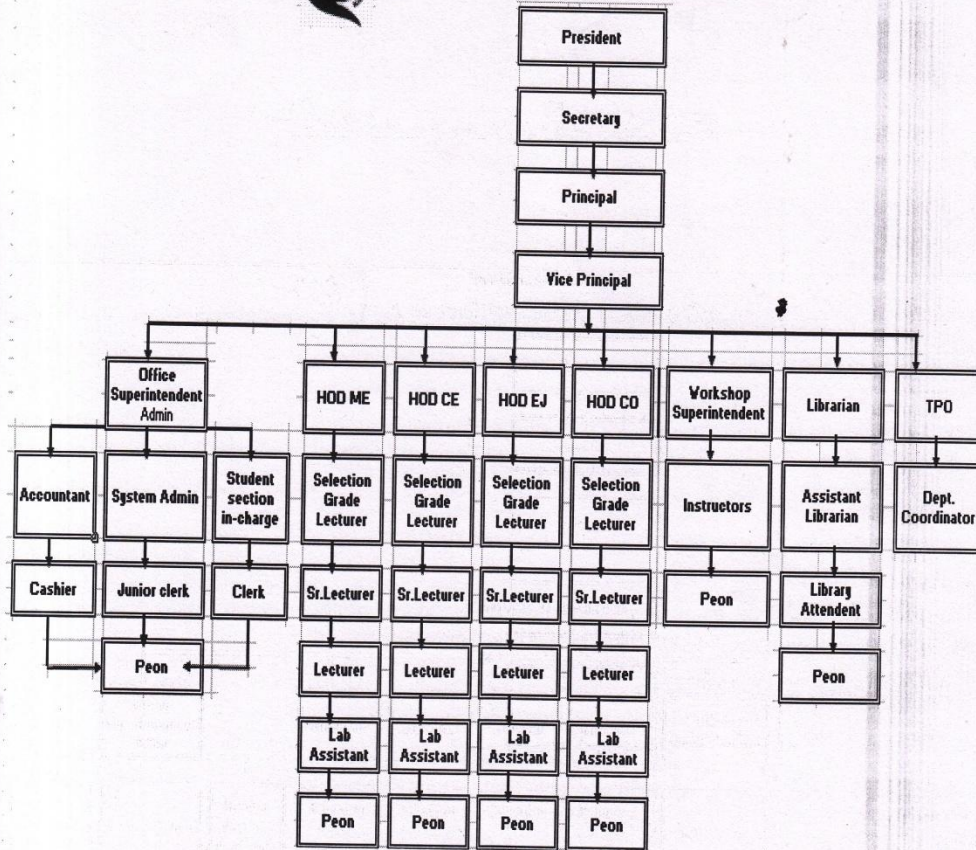 President
Secretary
Principal
Vice Principal
Office
Superintendent
Admin
HOD ME
HOD CE
HOD EJ
HOD CO
Workshop
Superintendent
Librarian
TPO
Accountant
System Admin
Student
section
in-charge
Selection
Grade
Lecturer
Selection
Grade
Lecturer
Selection
Grade
Lecturer
Selection
Grade
Lecturer
Instructors
Assistant
Librarian
Dept.
Coordinator
Cashier
Junior clerk
Clerk
Sr.Lecturer
Sr.Lecturer
Sr.Lecturer
Sr.Lecturer
Peon
Library
Attendent
Peon
Lecturer
Lecturer
Lecturer
Lecturer
Peon
Lab
Assistant
Lab
Assistant
Lab
Assistant
Lab
Assistant
Peon
Peon
Peon
Peon